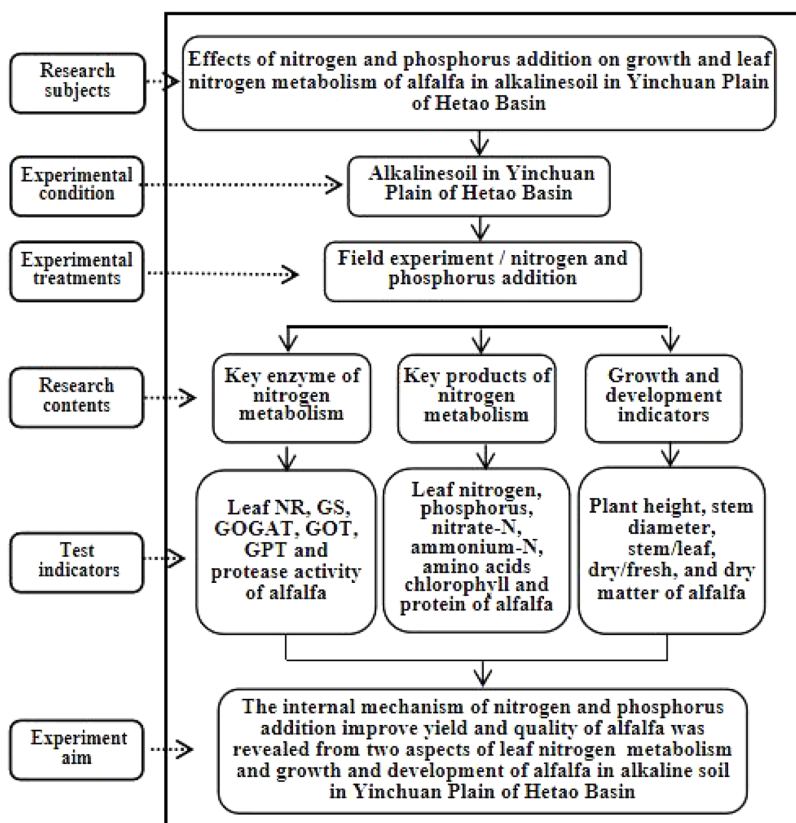 Research
subjects
Effects of nitrogen and phosphorus addition on growth and leaf
nitrogen metabolism of alfalfa in alkalinesoil in Yinchuan Plain
of Hetao Basin
Experimental
condition
Alkalinesoil in Yinchuan
Plain of Hetao Basin
Experimental
treatments
Field experiment / nitrogen and
phosphorus addition
Research
contents
Key enzyme of
nitrogen
metabolism
Key products of
nitrogen
metabolism
Growth and
development
indicators
Test
indicators
Leaf NR, GS,
GOGAT, GOT,
GPT and
protease activity
of alfalfa
Leaf nitrogen,
phosphorus,
nitrate-N,
ammonium-N,
amino acids
chlorophyll and
protein of alfalfa
Plant height, stem
diameter,
stem/leaf,
dry/fresh, and dry
matter of alfalfa
Experiment
aim
The internal mechanism of nitrogen and phosphorus
addition improve yield and quality of alfalfa was
revealed from two aspects of leaf nitrogen metabolism
and growth and development of alfalfa in alkaline soil
in Yinchuan Plain of Hetao Basin